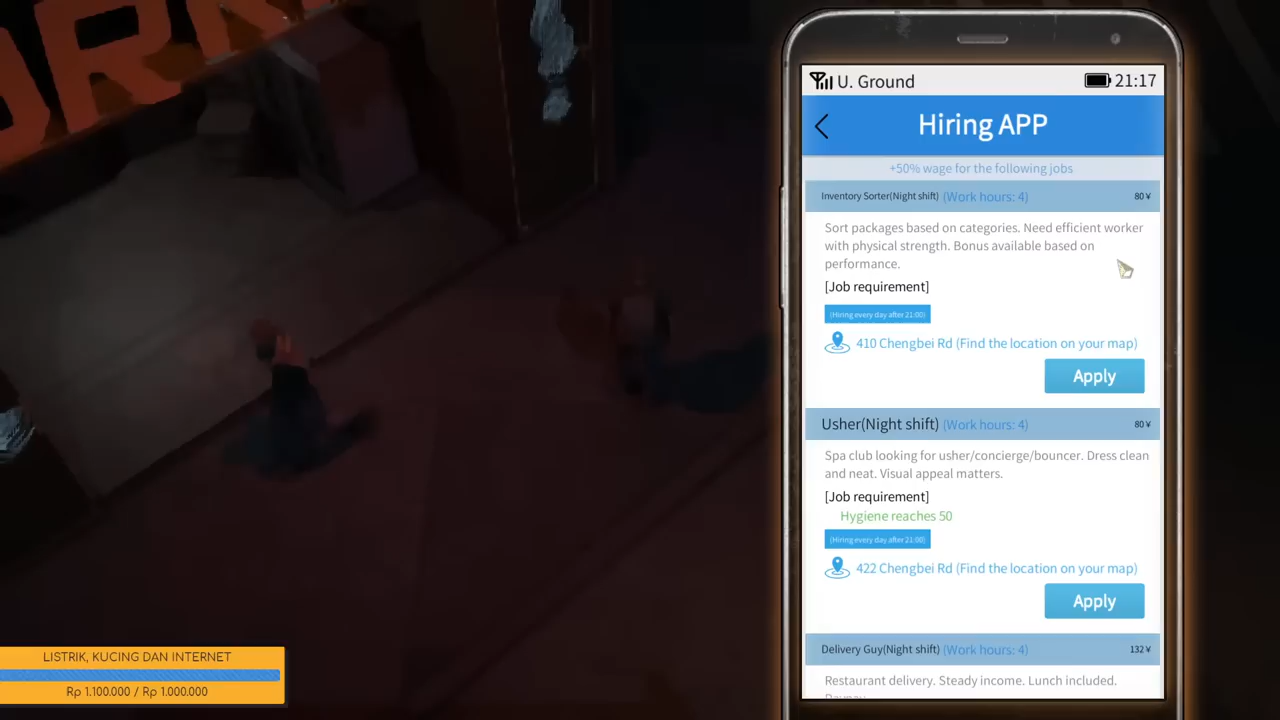 U. Ground
21:17
Hiring APP
+50% wage for the following jobs
Inventory Sorter(Night shift) (Work hours: 4) 80 ¥
Sort packages based on categories. Need efficient worker
with physical strength. Bonus available based on
performance.
[Job requirement]
(Hiring every day after 21:00)
410 Chengbei Rd (Find the location on your map)
Apply
Usher(Night shift) (Work hours: 4) 80 ¥
Spa club looking for usher/concierge/bouncer. Dress clean
and neat. Visual appeal matters.
[Job requirement]
Hygiene reaches 50
(Hiring every day after 21:00)
422 Chengbei Rd (Find the location on your map)
Apply
Delivery Guy(Night shift) (Work hours: 4) 132 ¥
Restaurant delivery. Steady income. Lunch included.
LISTRIK, KUCING DAN INTERNET
Rp 1.100.000 / Rp 1.000.000